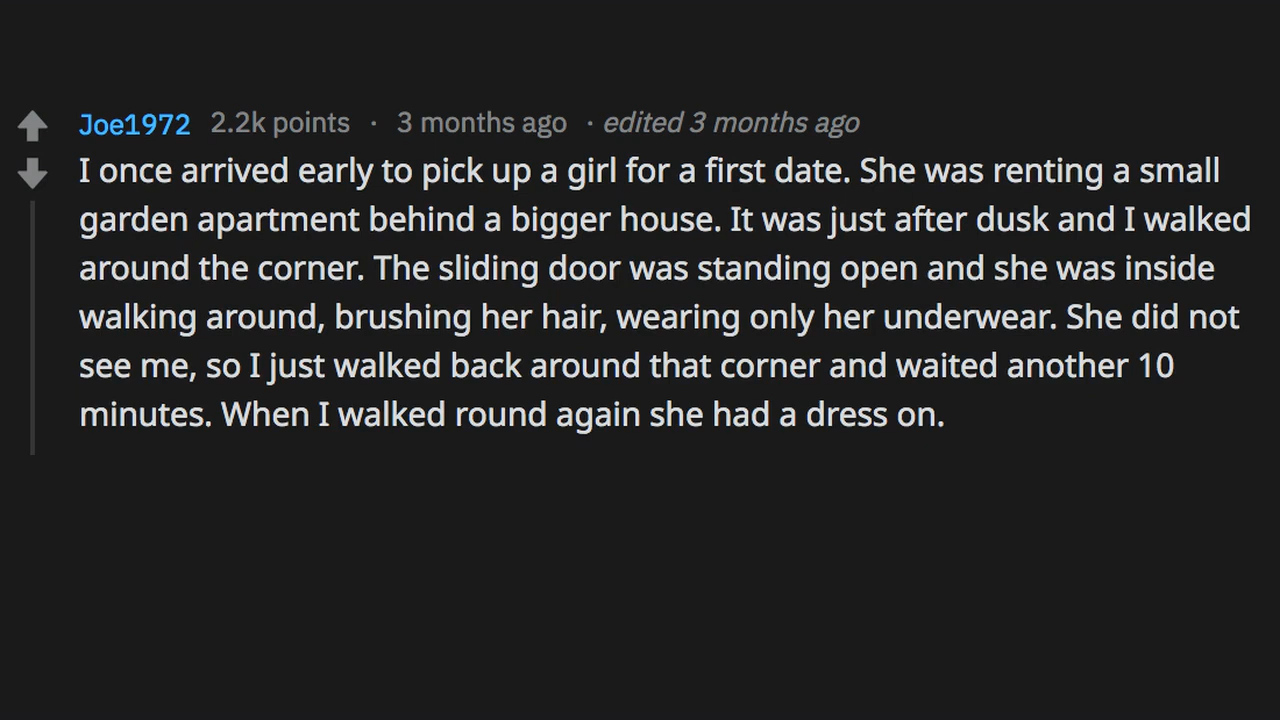 Joe1972 2.2k points · 3 months ago · edited 3 months ago
I once arrived early to pick up a girl for a first date. She was renting a small
garden apartment behind a bigger house. It was just after dusk and I walked
around the corner. The sliding door was standing open and she was inside
walking around, brushing her hair, wearing only her underwear. She did not
see me, so I just walked back around that corner and waited another 10
minutes. When I walked round again she had a dress on.